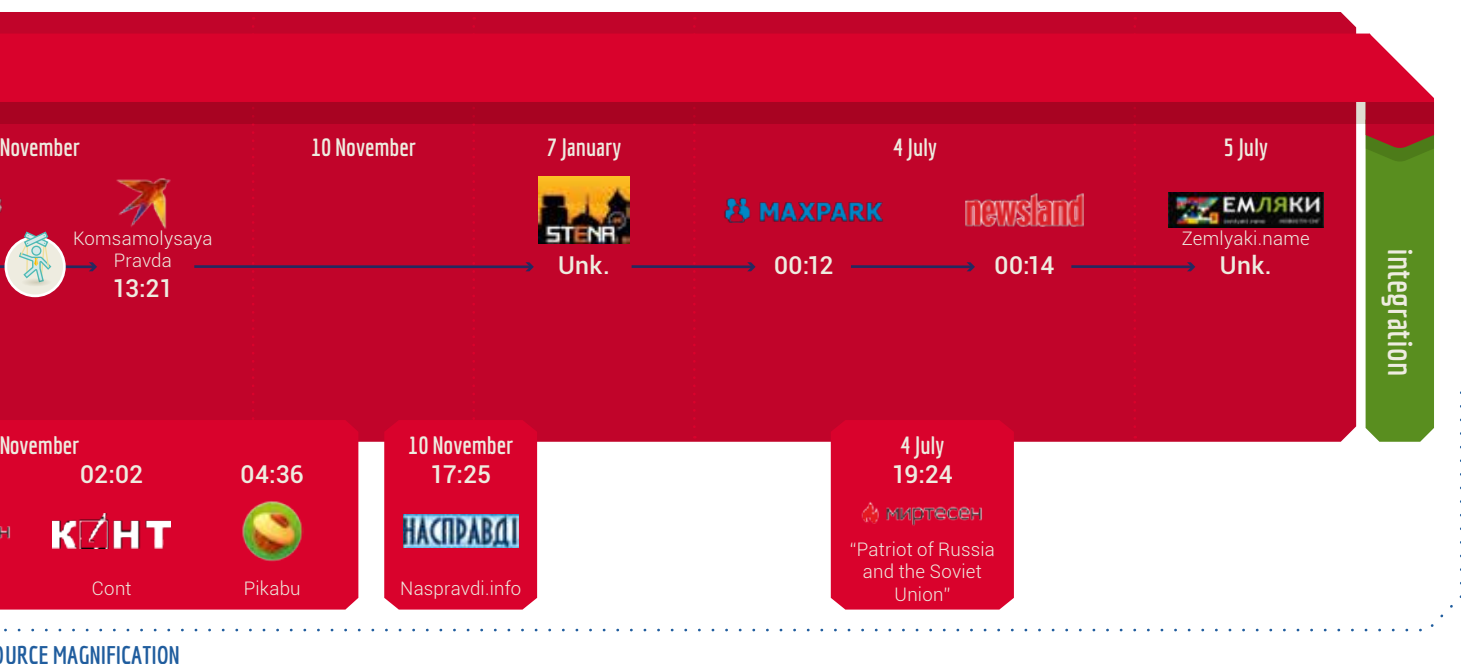 November
10 November
7 January
4 July
5 July
STENA
MAXPARK
newsland
ЕМЛЯКИ
Komsamolysaya
Pravda
13:21
Unk.
00:12
00:14
Zemlyaki.name
Unk.
integration
November
02:02
04:36
КОНТ
Cont
Pikabu
10 November
17:25
НАСПРАВДІ
Naspravdi.info
4 July
19:24
миртесен
“Patriot of Russia
and the Soviet
Union”
OURCE MAGNIFICATION